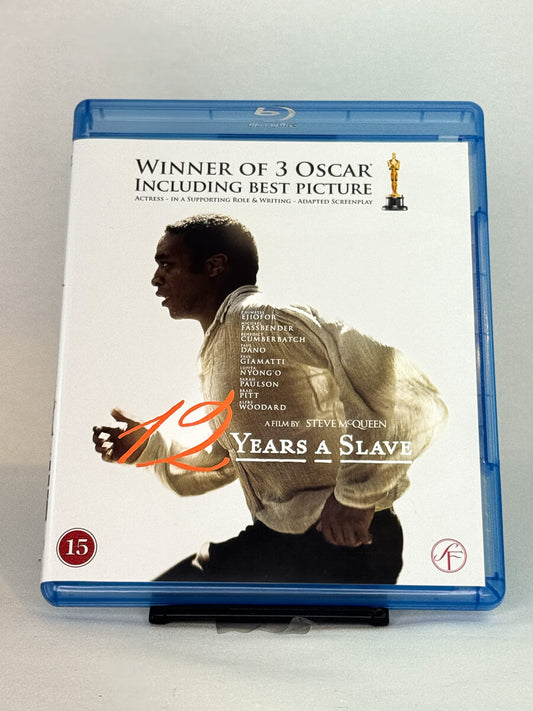 Blu-ray Disc
WINNER OF 3 OSCAR®
INCLUDING BEST PICTURE
ACTRESS - IN A SUPPORTING ROLE & WRITING - ADAPTED SCREENPLAY
CHIWETEL
EJIOFOR
MICHAEL
FASSBENDER
BENEDICT
CUMBERBATCH
PAUL
DANO
PAUL
GIAMATTI
LUPITA
NYONG'O
SARAH
PAULSON
BRAD
PITT
ALFRE
WOODARD
A FILM BY STEVE McQUEEN
12 YEARS A SLAVE
15
SF